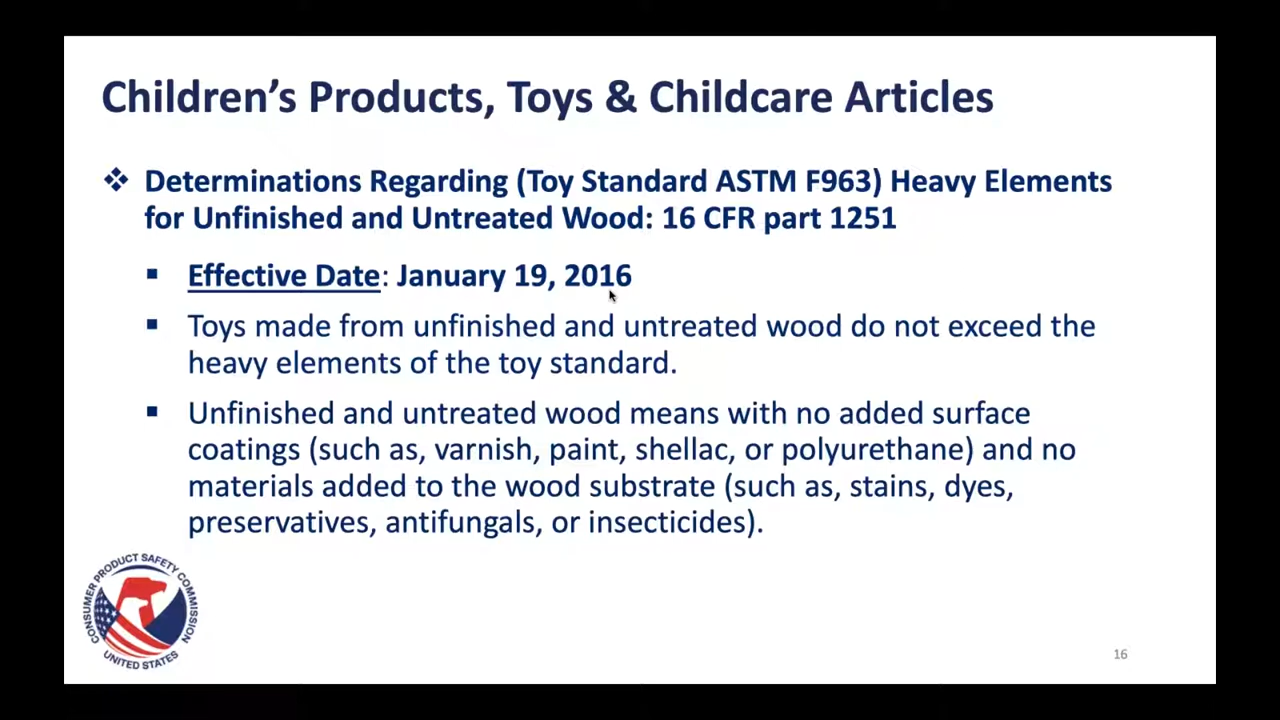 Children’s Products, Toys & Childcare Articles
❖ Determinations Regarding (Toy Standard ASTM F963) Heavy Elements
for Unfinished and Untreated Wood: 16 CFR part 1251
▪ Effective Date: January 19, 2016
▪ Toys made from unfinished and untreated wood do not exceed the
heavy elements of the toy standard.
▪ Unfinished and untreated wood means with no added surface
coatings (such as, varnish, paint, shellac, or polyurethane) and no
materials added to the wood substrate (such as, stains, dyes,
preservatives, antifungals, or insecticides).
CONSUMER PRODUCT SAFETY COMMISSION
UNITED STATES
16